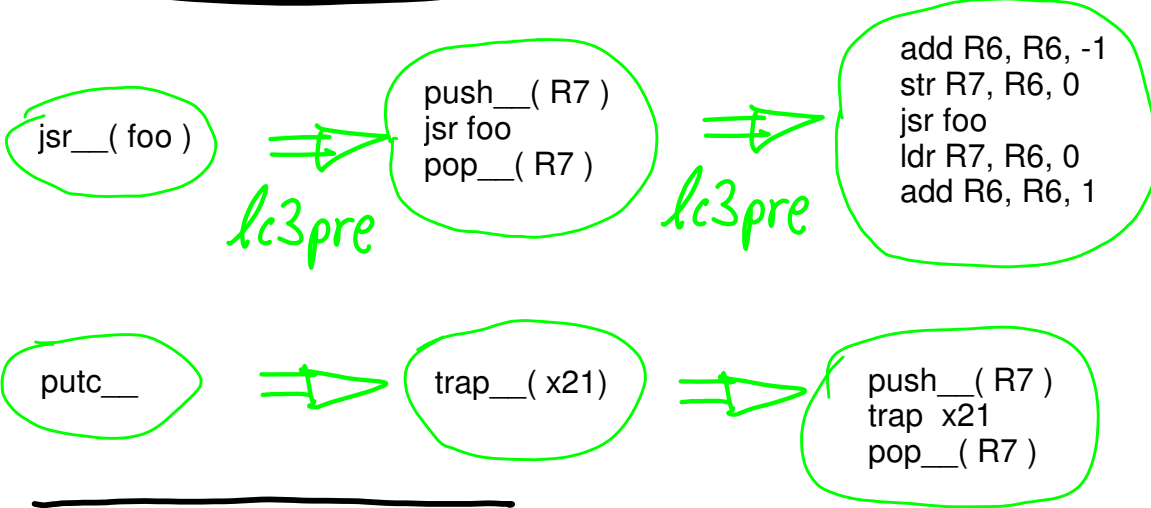 jsr__( foo )
push__( R7 )
jsr foo
pop__( R7 )
add R6, R6, -1
str R7, R6, 0
jsr foo
ldr R7, R6, 0
add R6, R6, 1
lc3pre
lc3pre
putc__
trap__( x21)
push__( R7 )
trap x21
pop__( R7 )